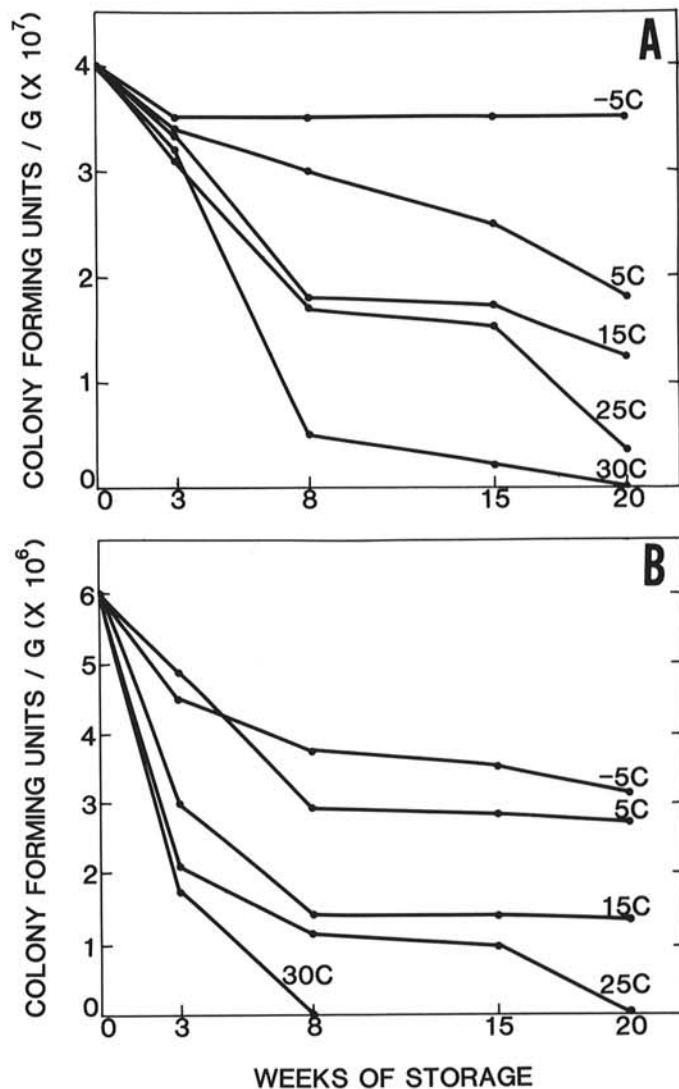 A
COLONY FORMING UNITS / G (X 10⁷)
4
3
2
1
0
-5C
5C
15C
25C
30C
0 3 8 15 20
B
COLONY FORMING UNITS / G (X 10⁶)
6
5
4
3
2
1
0
-5C
5C
15C
25C
30C
0 3 8 15 20
WEEKS OF STORAGE